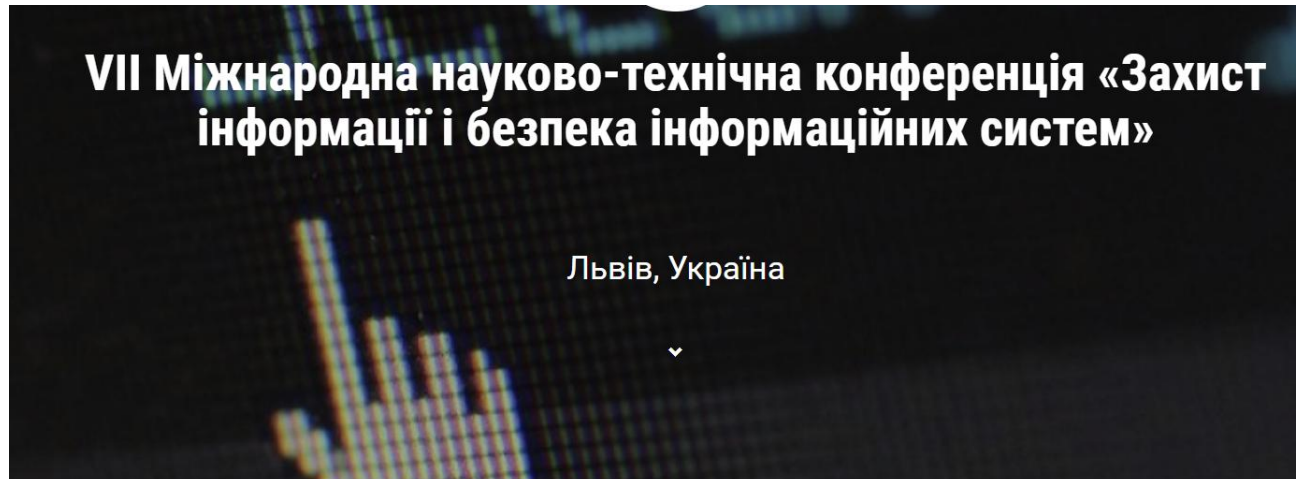 VII Міжнародна науково-технічна конференція «Захист
інформації і безпека інформаційних систем»
Львів, Україна